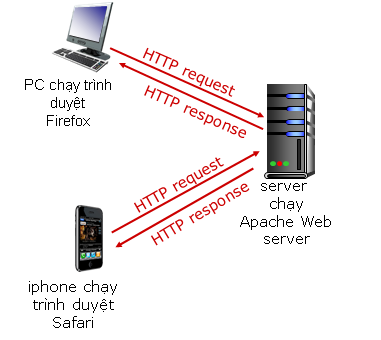 HTTP request
HTTP response
PC chạy trình
duyệt
Firefox
HTTP request
HTTP response
server
chạy
Apache Web
server
iphone chạy
trình duyệt
Safari